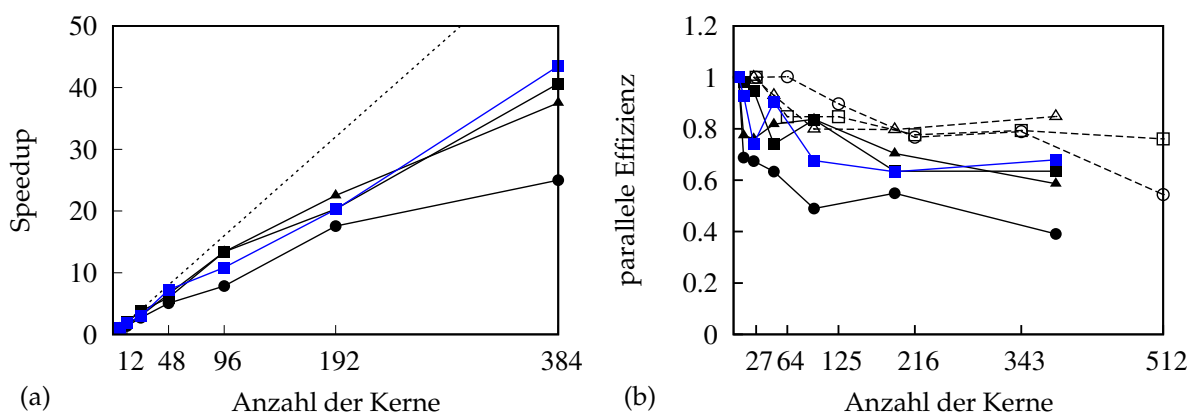 50
40
30
20
10
0
Speedup
12 48 96 192 384
Anzahl der Kerne
(a)
1.2
1
0.8
0.6
0.4
0.2
0
parallele Effizienz
27 64 125 216 343 512
Anzahl der Kerne
(b)